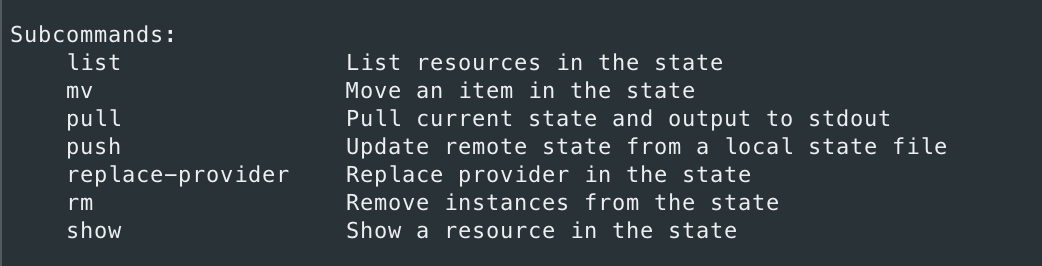 Subcommands:
    list                List resources in the state
    mv                  Move an item in the state
    pull                Pull current state and output to stdout
    push                Update remote state from a local state file
    replace-provider    Replace provider in the state
    rm                  Remove instances from the state
    show                Show a resource in the state